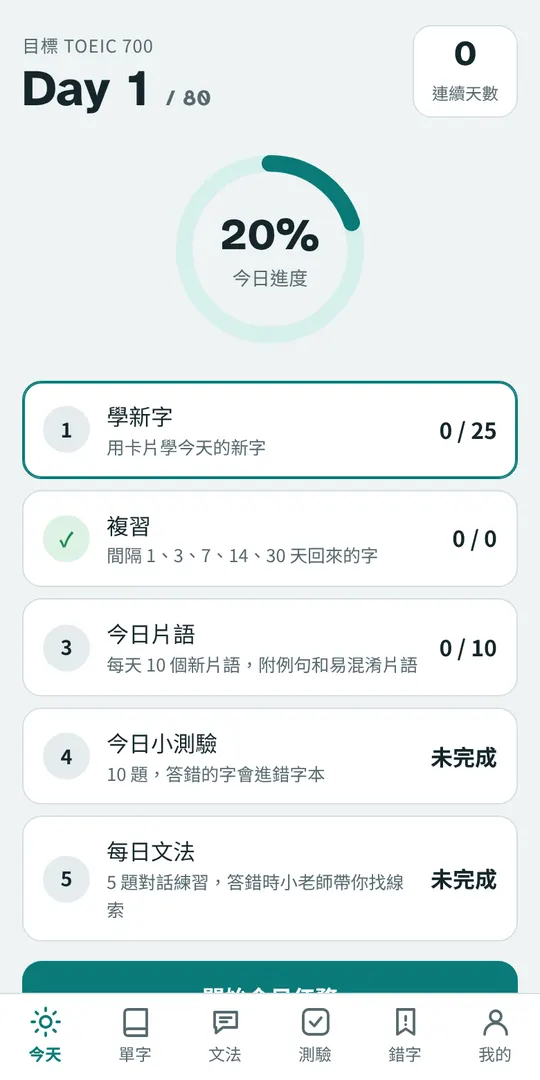 目標 TOEIC 700
Day 1 / 80
0
連續天數
20%
今日進度
1
學新字
用卡片學今天的新字
0 / 25
複習
間隔 1、3、7、14、30 天回來的字
0 / 0
3
今日片語
每天 10 個新片語，附例句和易混淆片語
0 / 10
4
今日小測驗
10 題，答錯的字會進錯字本
未完成
5
每日文法
5 題對話練習，答錯時小老師帶你找線
索
未完成
開始今日任務
今天
單字
文法
測驗
錯字
我的